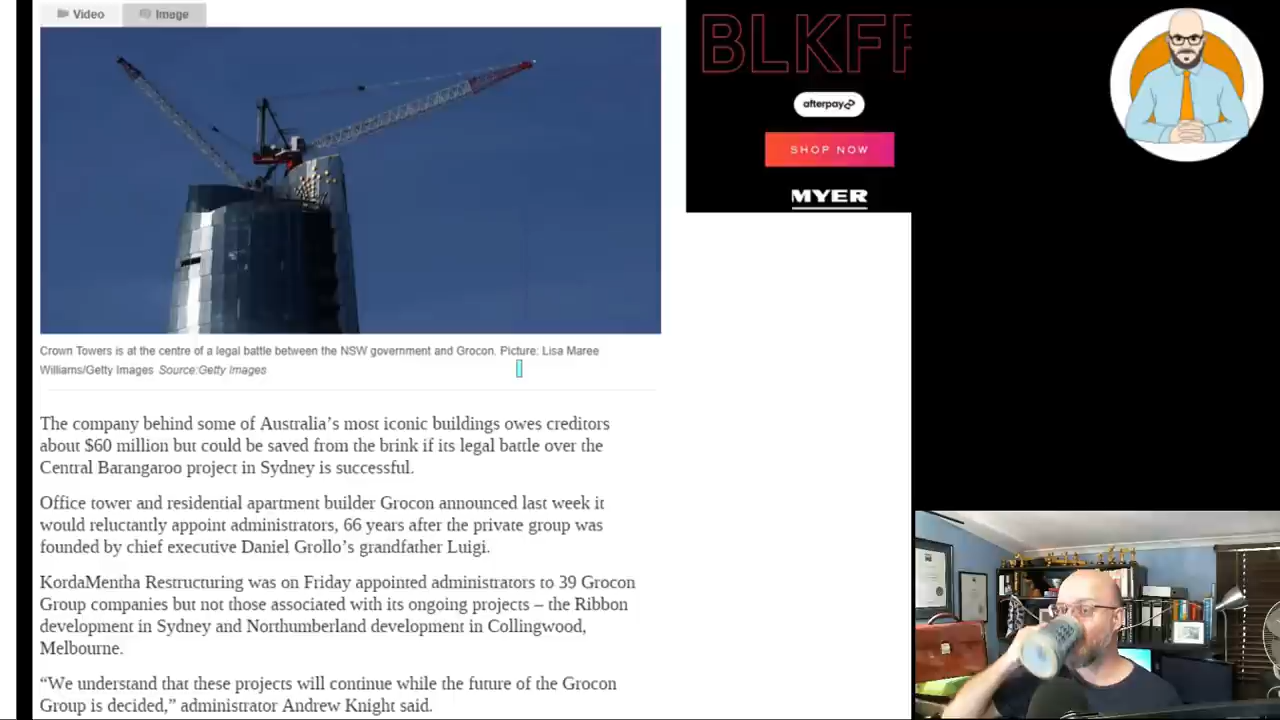 Video
Image
BLKFF
afterpay
SHOP NOW
MYER
Crown Towers is at the centre of a legal battle between the NSW government and Grocon. Picture: Lisa Maree
Williams/Getty Images Source:Getty Images
The company behind some of Australia’s most iconic buildings owes creditors
about $60 million but could be saved from the brink if its legal battle over the
Central Barangaroo project in Sydney is successful.
Office tower and residential apartment builder Grocon announced last week it
would reluctantly appoint administrators, 66 years after the private group was
founded by chief executive Daniel Grollo’s grandfather Luigi.
KordaMentha Restructuring was on Friday appointed administrators to 39 Grocon
Group companies but not those associated with its ongoing projects – the Ribbon
development in Sydney and Northumberland development in Collingwood,
Melbourne.
“We understand that these projects will continue while the future of the Grocon
Group is decided,” administrator Andrew Knight said.